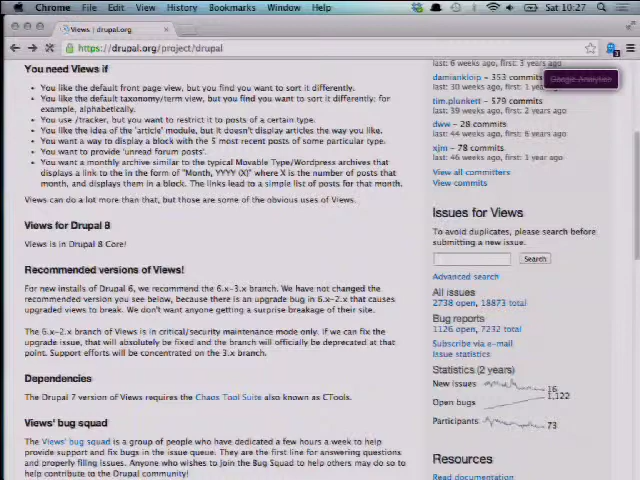 Chrome File Edit View History Bookmarks Window Help Sat 10:27
Views | drupal.org
https://drupal.org/project/drupal
You need Views if
You like the default front page view, but you find you want to sort it differently.
You like the default taxonomy/term view, but you find you want to sort it differently; for
example, alphabetically.
You use /tracker, but you want to restrict it to posts of a certain type.
You like the idea of the 'article' module, but it doesn't display articles the way you like.
You want a way to display a block with the 5 most recent posts of some particular type.
You want to provide 'unread forum posts'.
You want a monthly archive similar to the typical Movable Type/Wordpress archives that
displays a link to the in the form of "Month, YYYY (X)" where X is the number of posts that
month, and displays them in a block. The links lead to a simple list of posts for that month.
Views can do a lot more than that, but those are some of the obvious uses of Views.
Views for Drupal 8
Views is in Drupal 8 Core!
Recommended versions of Views!
For new installs of Drupal 6, we recommend the 6.x-3.x branch. We have not changed the
recommended version you see below, because there is an upgrade bug in 6.x-2.x that causes
upgraded views to break. We don't want anyone getting a surprise breakage of their site.
The 6.x-2.x branch of Views is in critical/security maintenance mode only. If we can fix the
upgrade issue, that will absolutely be fixed and the branch will officially be deprecated at that
point. Support efforts will be concentrated on the 3.x branch.
Dependencies
The Drupal 7 version of Views requires the Chaos Tool Suite also known as CTools.
Views' bug squad
The Views' bug squad is a group of people who have dedicated a few hours a week to help
provide support and fix bugs in the issue queue. They are the first line for answering questions
and properly filing issues. Anyone who wishes to join the Bug Squad to help others may do so to
help contribute to the Drupal community!
last: 6 weeks ago, first: 8 years ago
damiankloip – 353 commits
last: 30 weeks ago, first: 1 year
Google Analytics
tim.plunkett – 579 commits
last: 39 weeks ago, first: 2 years ago
dww – 28 commits
last: 44 weeks ago, first: 6 years ago
xjm – 78 commits
last: 46 weeks ago, first: 1 year ago
View all committers
View commits
Issues for Views
To avoid duplicates, please search before
submitting a new issue.
Search
Advanced search
All issues
2738 open, 18873 total
Bug reports
1126 open, 7232 total
Subscribe via e-mail
Issue statistics
Statistics (2 years)
New issues 16
Open bugs 1,122
Participants 73
Resources
Read documentation